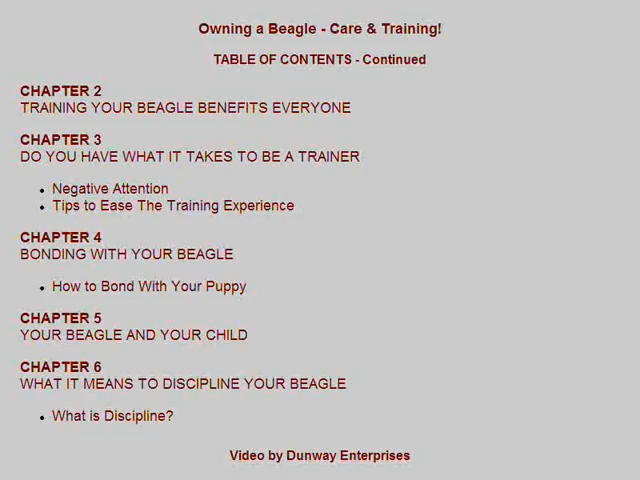 Owning a Beagle - Care & Training!
TABLE OF CONTENTS - Continued
CHAPTER 2
TRAINING YOUR BEAGLE BENEFITS EVERYONE
CHAPTER 3
DO YOU HAVE WHAT IT TAKES TO BE A TRAINER
• Negative Attention
• Tips to Ease The Training Experience
CHAPTER 4
BONDING WITH YOUR BEAGLE
• How to Bond With Your Puppy
CHAPTER 5
YOUR BEAGLE AND YOUR CHILD
CHAPTER 6
WHAT IT MEANS TO DISCIPLINE YOUR BEAGLE
• What is Discipline?
Video by Dunway Enterprises